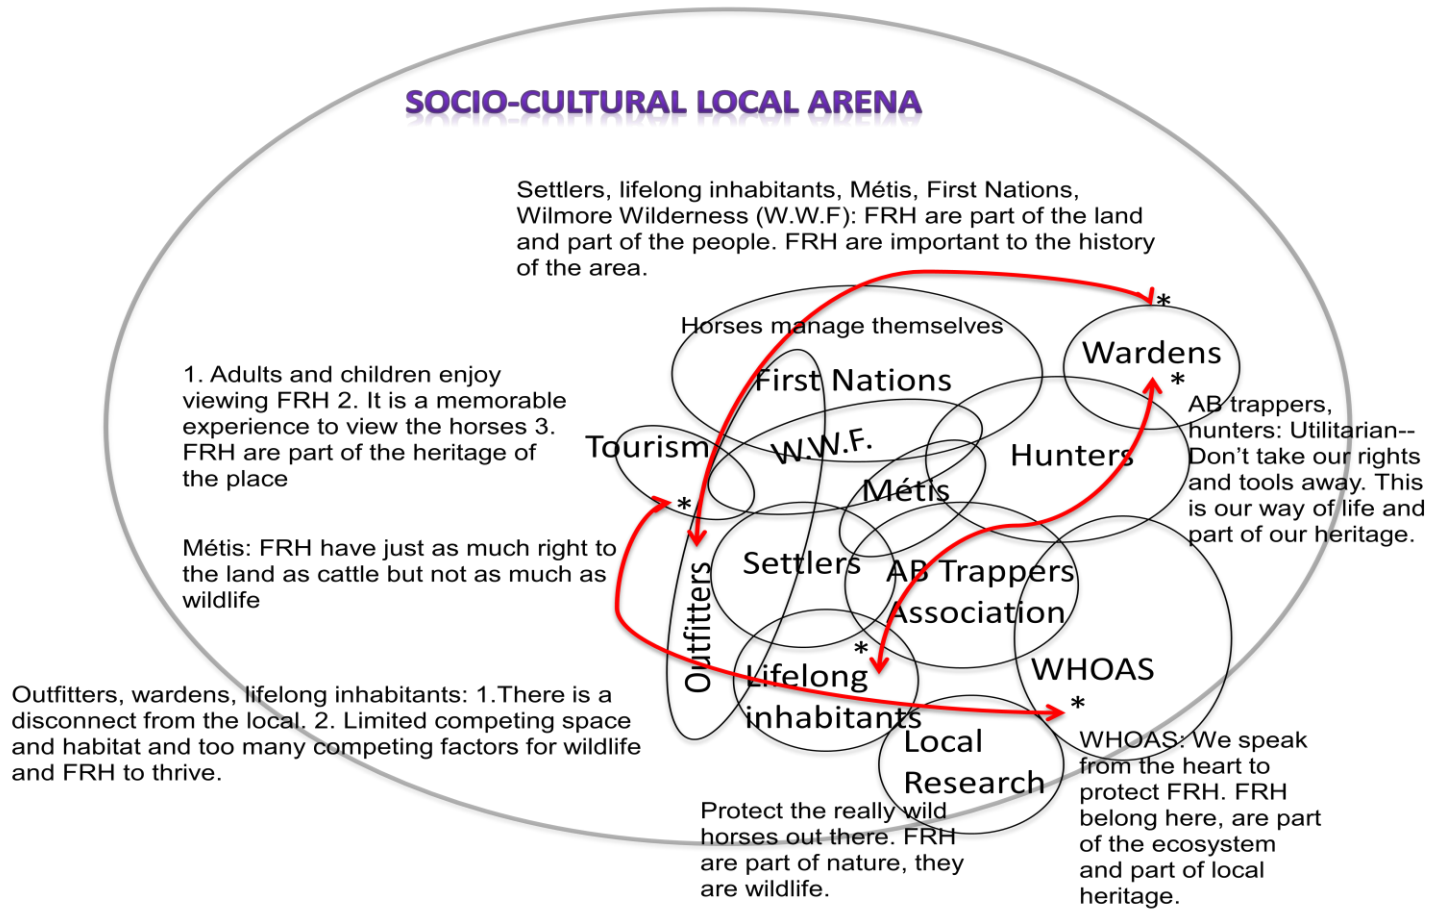 SOCIO-CULTURAL LOCAL ARENA
Settlers, lifelong inhabitants, Métis, First Nations,
Wilmore Wilderness (W.W.F): FRH are part of the land
and part of the people. FRH are important to the history
of the area.
*
Horses manage themselves
Wardens
*
First Nations
1. Adults and children enjoy
viewing FRH 2. It is a memorable
experience to view the horses 3.
FRH are part of the heritage of
the place
AB trappers,
hunters: Utilitarian--
Don't take our rights
and tools away. This
is our way of life and
part of our heritage.
Tourism
*
W.W.F.
Hunters
Métis
Métis: FRH have just as much right to
the land as cattle but not as much as
wildlife
Settlers
AB Trappers
Association
Outfitters
*
Lifelong
inhabitants
WHOAS
*
Outfitters, wardens, lifelong inhabitants: 1.There is a
disconnect from the local. 2. Limited competing space
and habitat and too many competing factors for wildlife
and FRH to thrive.
Local
Research
WHOAS: We speak
from the heart to
protect FRH. FRH
belong here, are part
of the ecosystem
and part of local
heritage.
Protect the really wild
horses out there. FRH
are part of nature, they
are wildlife.